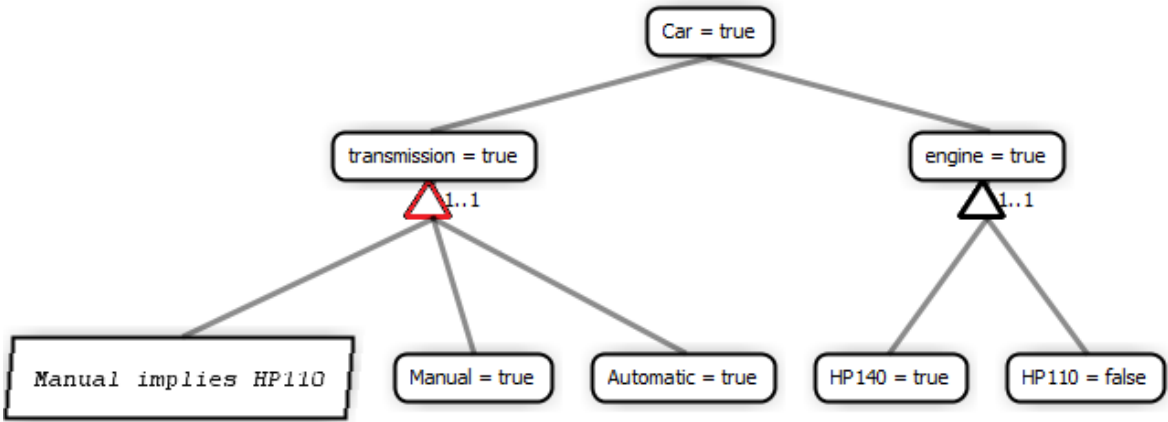 Car = true
transmission = true
engine = true
1..1
1..1
Manual implies HP110
Manual = true
Automatic = true
HP140 = true
HP110 = false